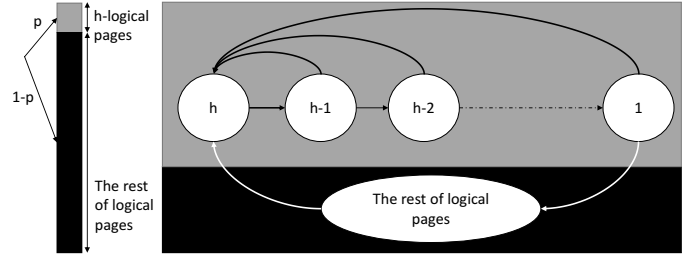 p
h-logical
pages
1-p
The rest
of logical
pages
h
h-1
h-2
1
The rest of logical
pages